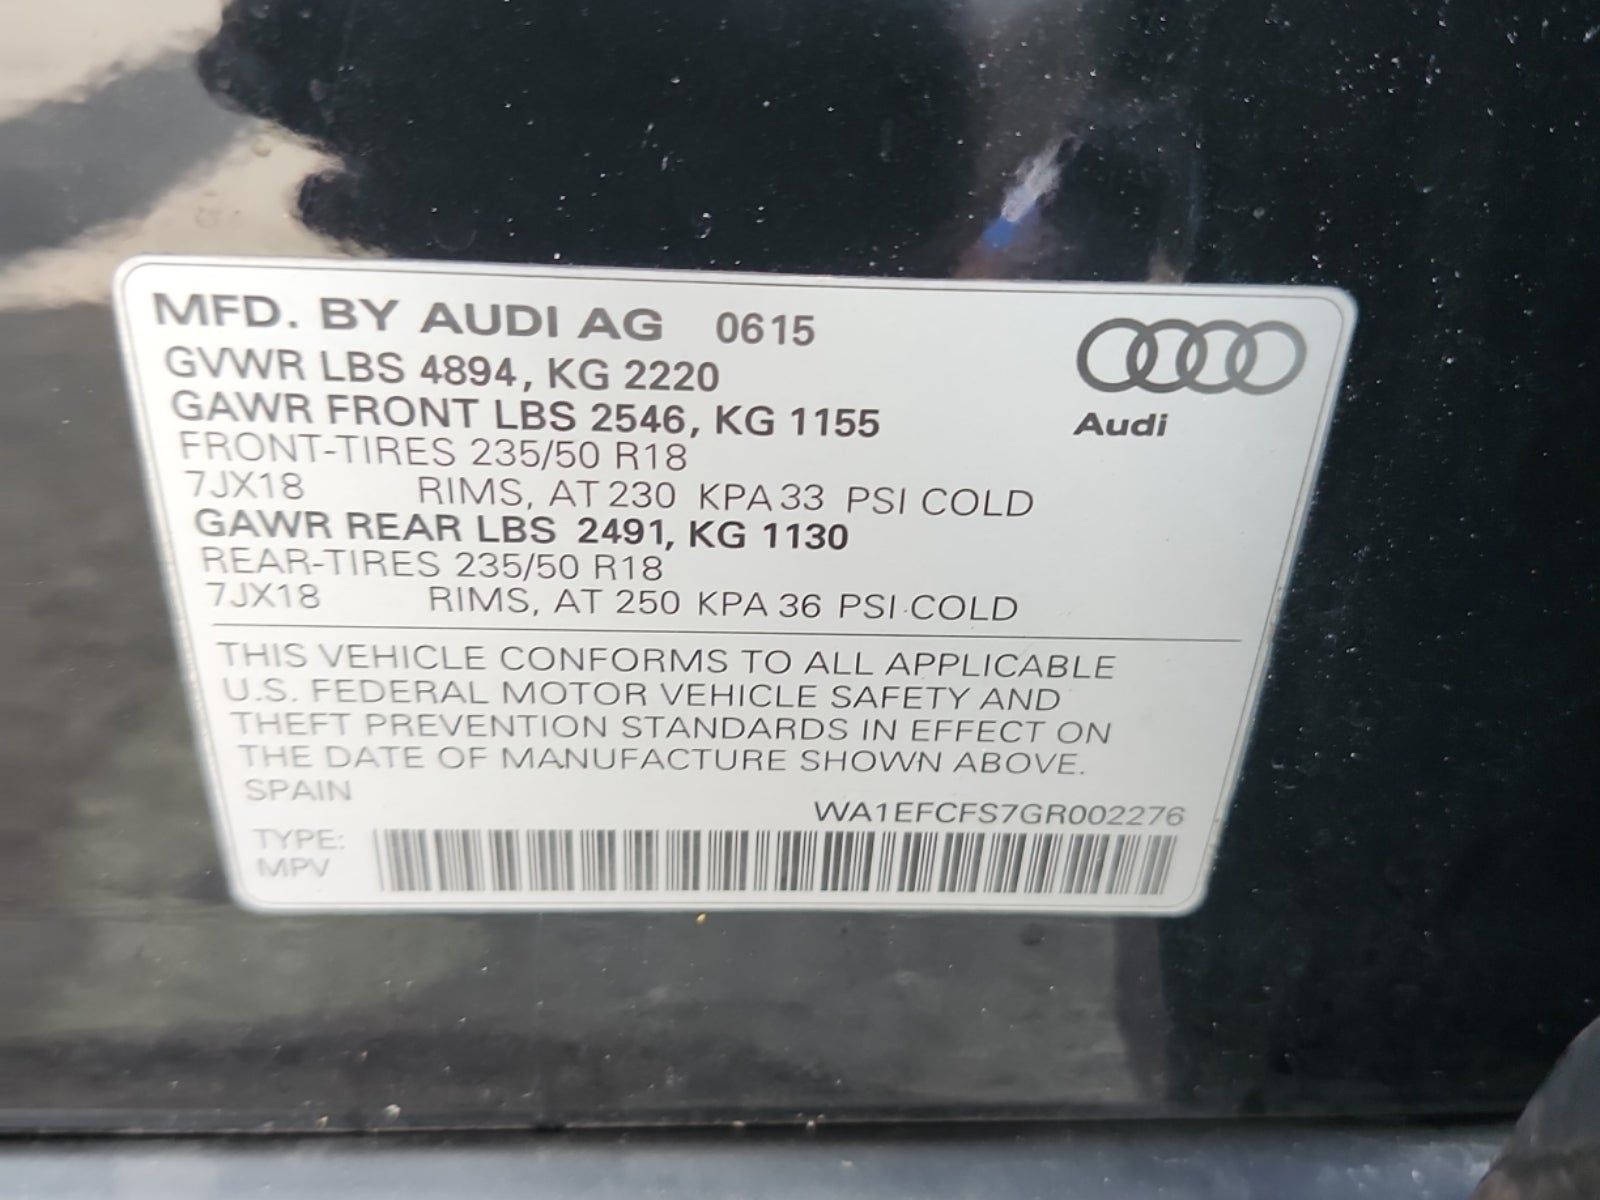 MFD. BY AUDI AG 0615
GVWR LBS 4894, KG 2220
GAWR FRONT LBS 2546, KG 1155
Audi
FRONT-TIRES 235/50 R18
7JX18 RIMS, AT 230 KPA 33 PSI COLD
GAWR REAR LBS 2491, KG 1130
REAR-TIRES 235/50 R18
7JX18 RIMS, AT 250 KPA 36 PSI COLD
THIS VEHICLE CONFORMS TO ALL APPLICABLE
U.S. FEDERAL MOTOR VEHICLE SAFETY AND
THEFT PREVENTION STANDARDS IN EFFECT ON
THE DATE OF MANUFACTURE SHOWN ABOVE.
SPAIN
WA1EFCFS7GR002276
TYPE:
MPV